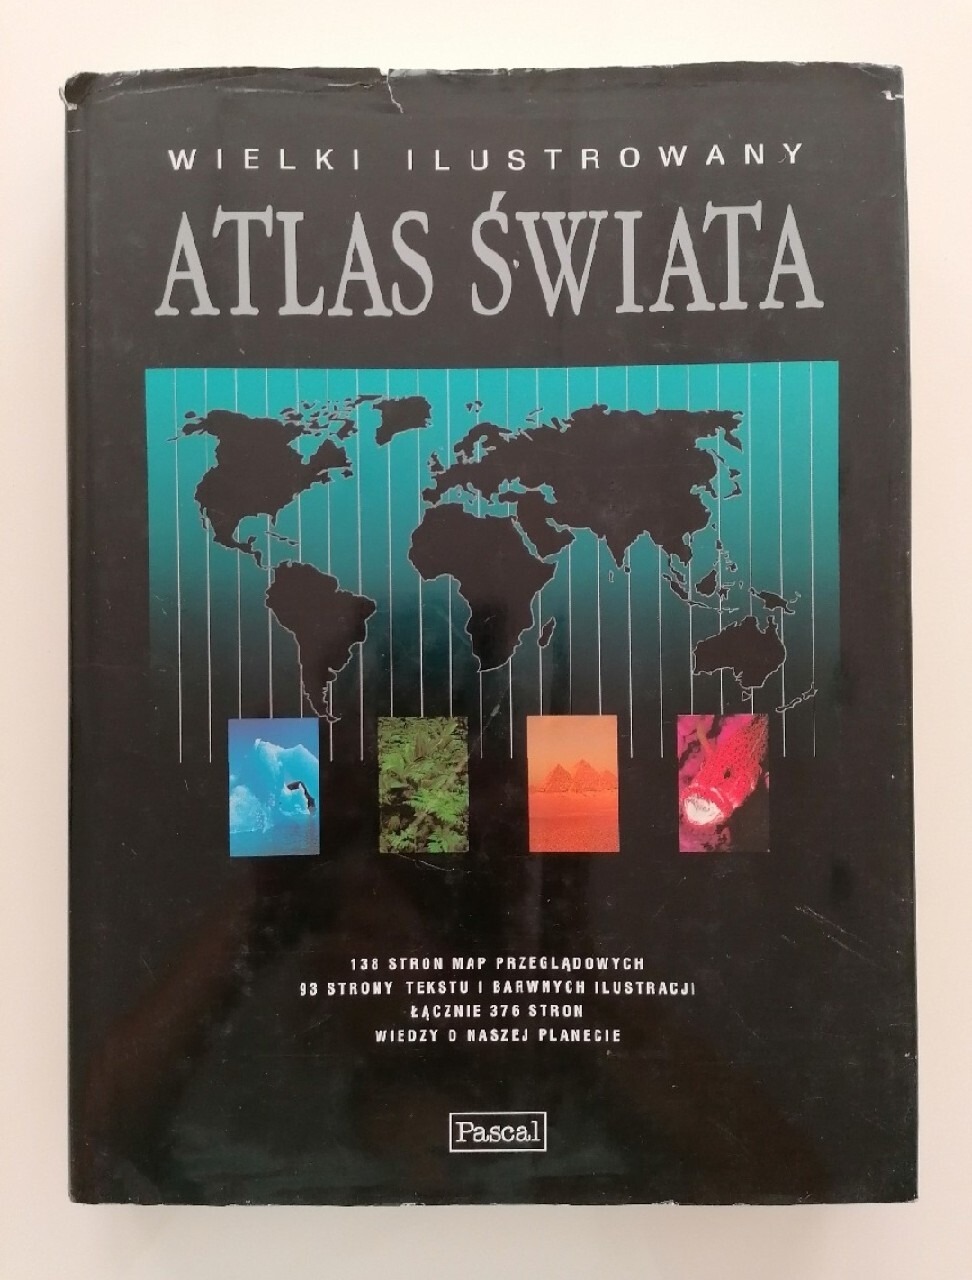 WIELKI ILUSTROWANY
ATLAS ŚWIATA
138 STRON MAP PRZEGLĄDOWYCH
93 STRONY TEKSTU I BARWNYCH ILUSTRACJI
ŁĄCZNIE 376 STRON
WIEDZY O NASZEJ PLANECIE
Pascal